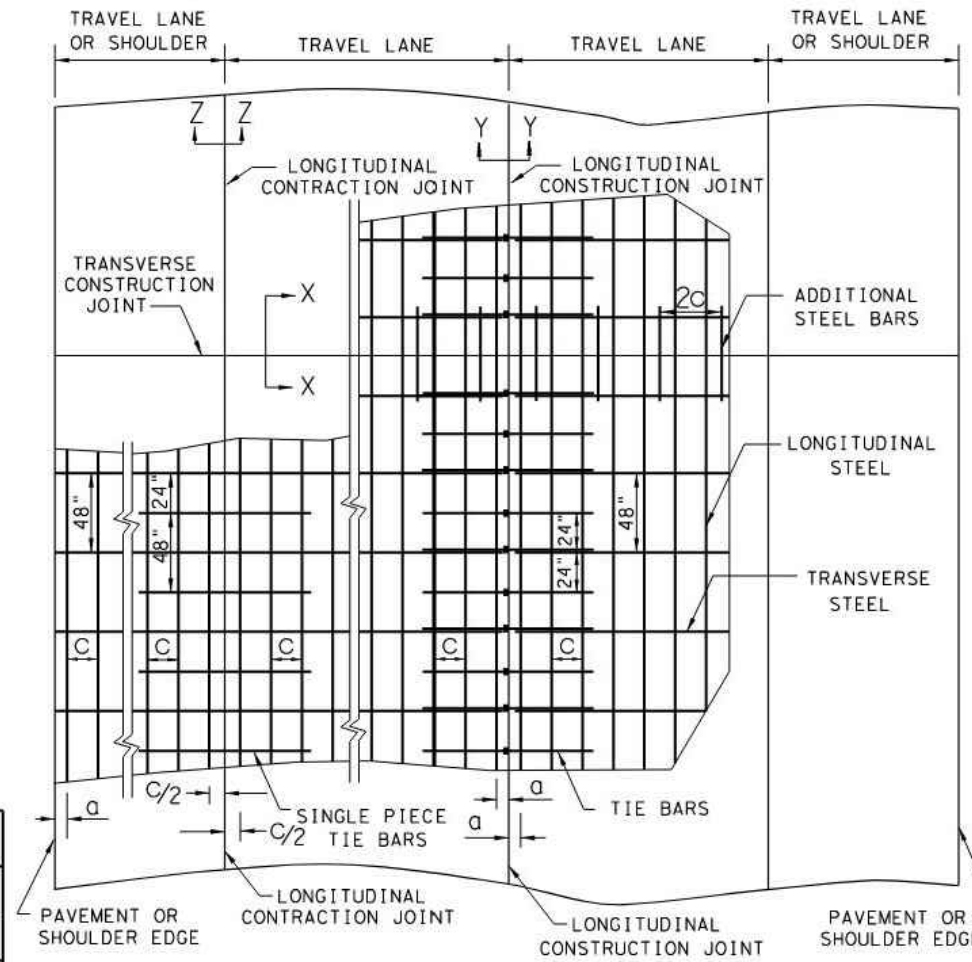 TRAVEL LANE
OR SHOULDER
TRAVEL LANE
TRAVEL LANE
TRAVEL LANE
OR SHOULDER
Z Z
Y Y
LONGITUDINAL
CONTRACTION JOINT
LONGITUDINAL
CONSTRUCTION JOINT
TRANSVERSE
CONSTRUCTION
JOINT
X
X
2c
ADDITIONAL
STEEL BARS
LONGITUDINAL
STEEL
48"
24"
48"
24"
24"
48"
TRANSVERSE
STEEL
C
C
C
C
C
C/2
a
SINGLE PIECE
TIE BARS
C/2
a
a
TIE BARS
PAVEMENT OR
SHOULDER EDGE
LONGITUDINAL
CONTRACTION JOINT
LONGITUDINAL
CONSTRUCTION JOINT
PAVEMENT OR
SHOULDER EDGE